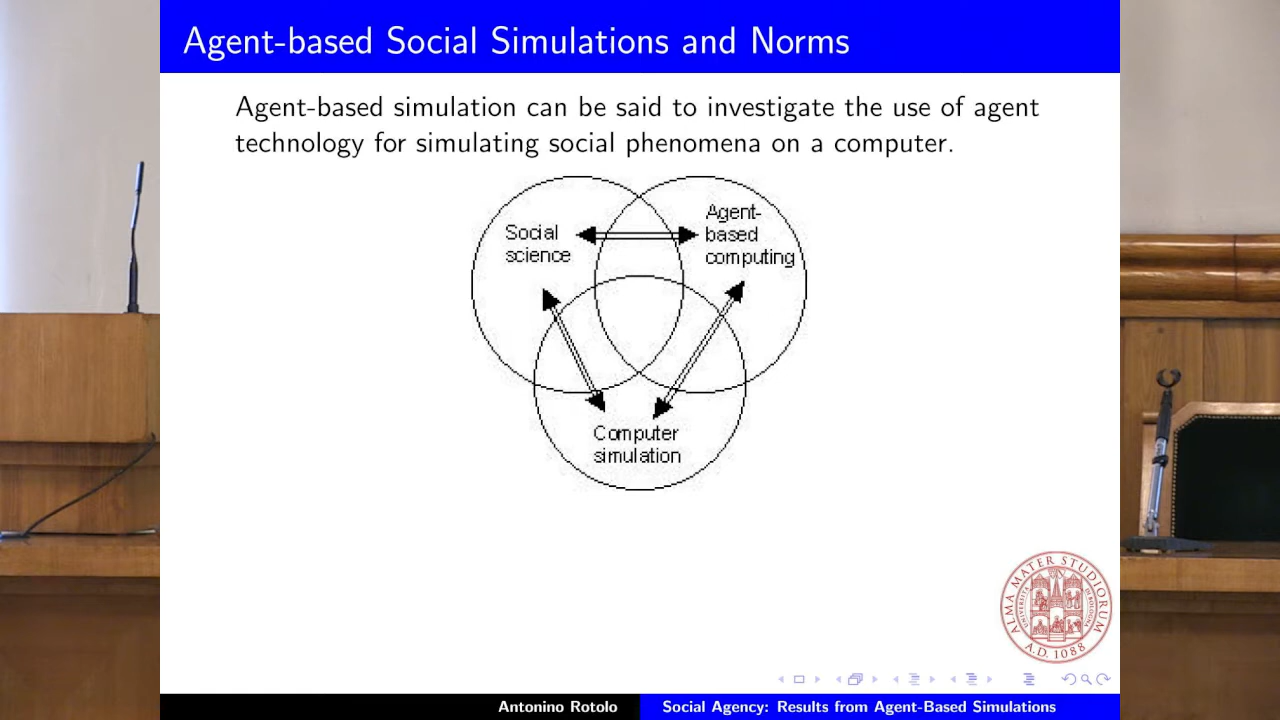 Agent-based Social Simulations and Norms
Agent-based simulation can be said to investigate the use of agent
technology for simulating social phenomena on a computer.
Social
science
Agent-
based
computing
Computer
simulation
ALMA MATER STUDIORUM
A.D. 1088
Antonino Rotolo
Social Agency: Results from Agent-Based Simulations